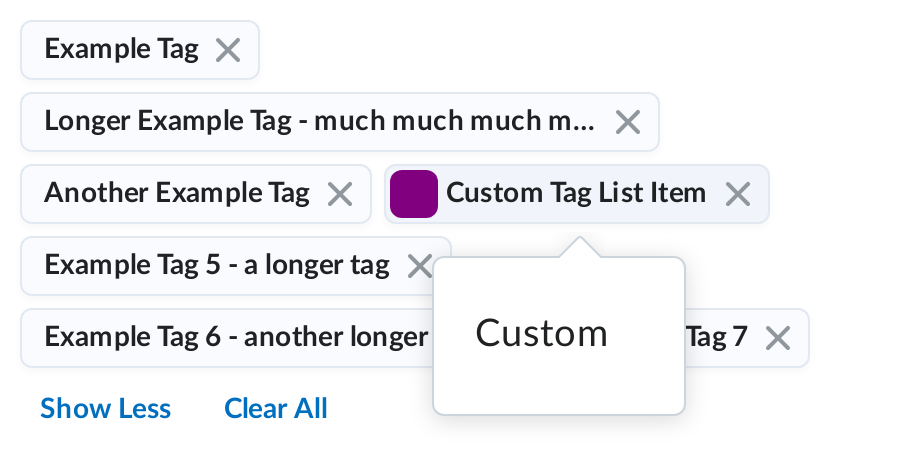 Example Tag
Longer Example Tag - much much much m...
Another Example Tag
Custom Tag List Item
Example Tag 5 - a longer tag
Example Tag 6 - another longer
Tag 7
Custom
Show Less
Clear All